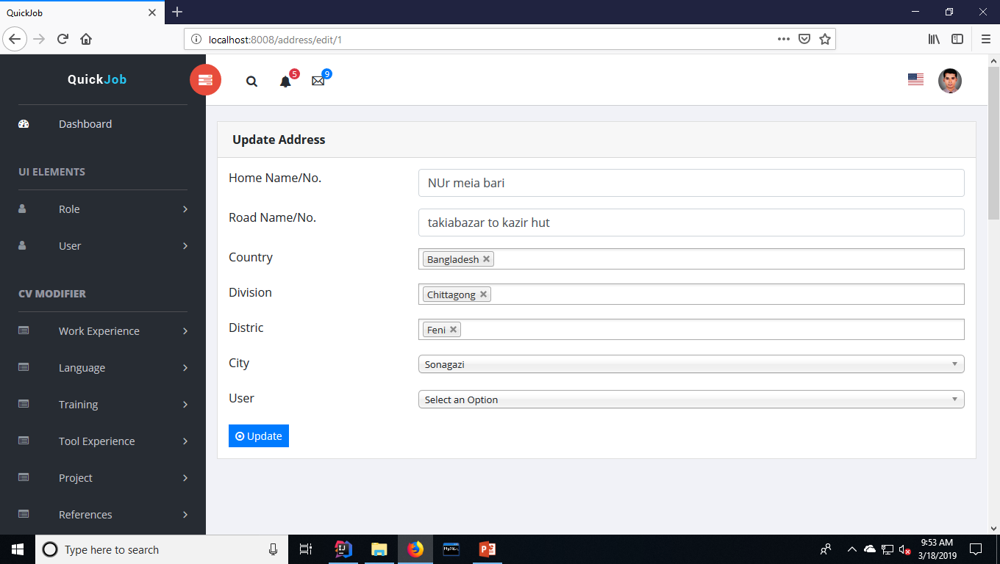 QuickJob
localhost:8008/address/edit/1
QuickJob
5
9
Dashboard
UI ELEMENTS
Role
User
CV MODIFIER
Work Experience
Language
Training
Tool Experience
Project
References
Update Address
Home Name/No.
NUr meia bari
Road Name/No.
takiabazar to kazir hut
Country
Bangladesh
Division
Chittagong
Distric
Feni
City
Sonagazi
User
Select an Option
Update
Type here to search
IJ
MySQL
P
9:53 AM
3/18/2019